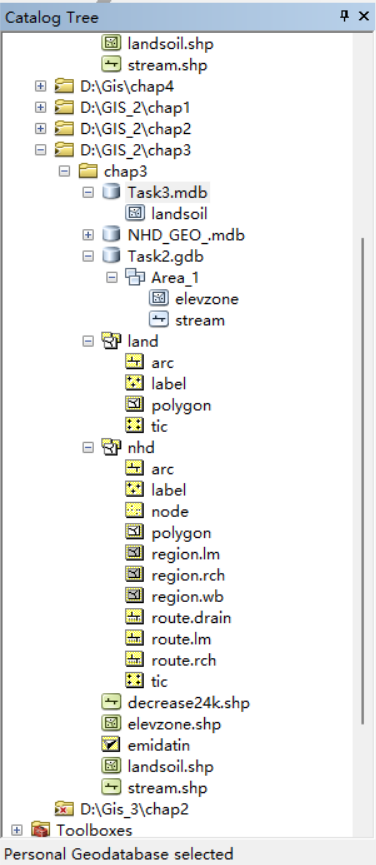 Catalog Tree
landsoil.shp
stream.shp
D:\Gis\chap4
D:\GIS_2\chap1
D:\GIS_2\chap2
D:\GIS_2\chap3
chap3
Task3.mdb
landsoil
NHD_GEO_.mdb
Task2.gdb
Area_1
elevzone
stream
land
arc
label
polygon
tic
nhd
arc
label
node
polygon
region.lm
region.rch
region.wb
route.drain
route.lm
route.rch
tic
decrease24k.shp
elevzone.shp
emidatin
landsoil.shp
stream.shp
D:\Gis_3\chap2
Toolboxes
Personal Geodatabase selected